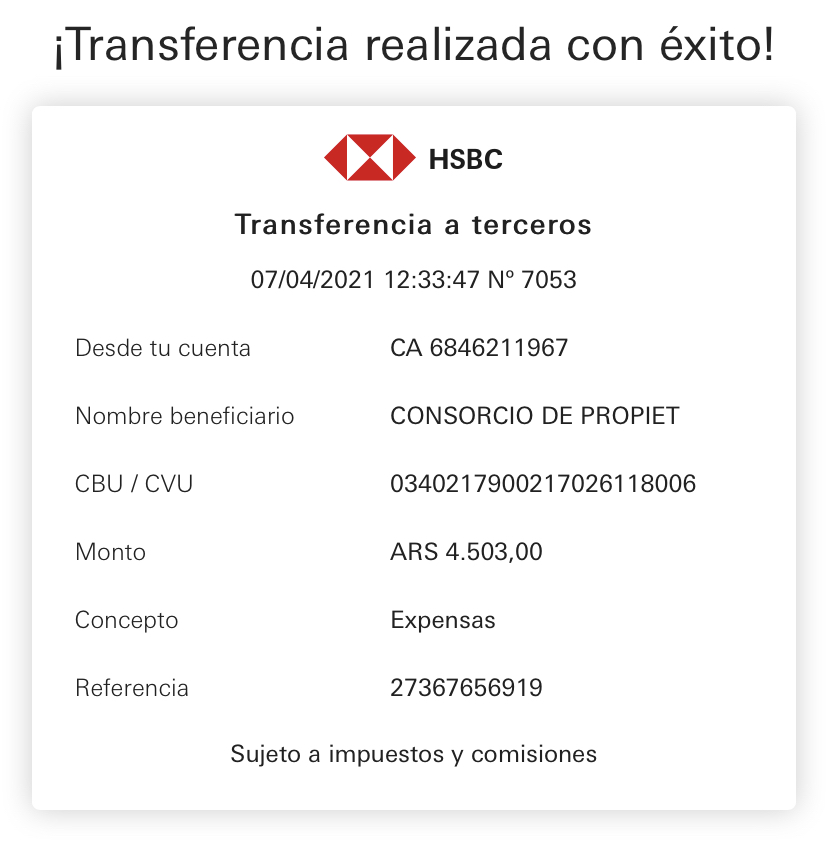 ¡Transferencia realizada con éxito!
HSBC
Transferencia a terceros
07/04/2021 12:33:47 Nº 7053
Desde tu cuenta CA 6846211967
Nombre beneficiario CONSORCIO DE PROPIET
CBU / CVU 0340217900217026118006
Monto ARS 4.503,00
Concepto Expensas
Referencia 27367656919
Sujeto a impuestos y comisiones